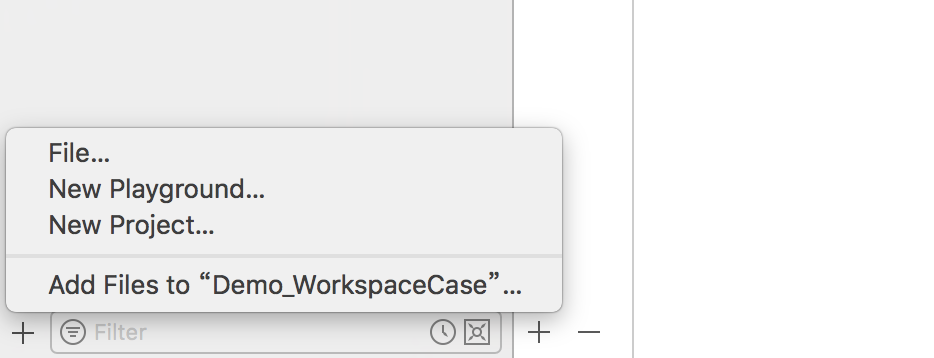 File...
New Playground...
New Project...
Add Files to “Demo_WorkspaceCase”...
Filter